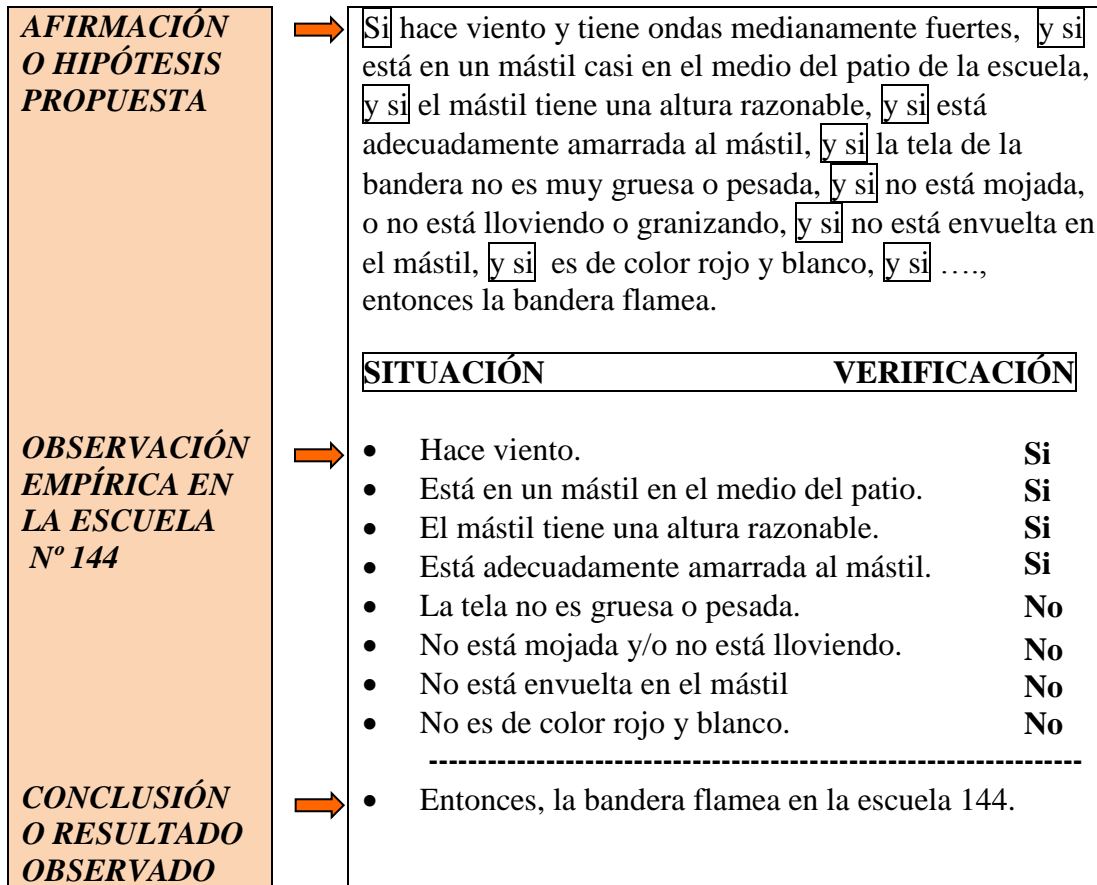 AFIRMACIÓN
O HIPÓTESIS
PROPUESTA
Si hace viento y tiene ondas medianamente fuertes, y si
está en un mástil casi en el medio del patio de la escuela,
y si el mástil tiene una altura razonable, y si está
adecuadamente amarrada al mástil, y si la tela de la
bandera no es muy gruesa o pesada, y si no está mojada,
o no está lloviendo o granizando, y si no está envuelta en
el mástil, y si es de color rojo y blanco, y si ….,
entonces la bandera flamea.
SITUACIÓN VERIFICACIÓN
OBSERVACIÓN
EMPÍRICA EN
LA ESCUELA
Nº 144
• Hace viento. Si
• Está en un mástil en el medio del patio. Si
• El mástil tiene una altura razonable. Si
• Está adecuadamente amarrada al mástil. Si
• La tela no es gruesa o pesada. No
• No está mojada y/o no está lloviendo. No
• No está envuelta en el mástil No
• No es de color rojo y blanco. No
-------------------------------------------------------------------
CONCLUSIÓN
O RESULTADO
OBSERVADO
• Entonces, la bandera flamea en la escuela 144.